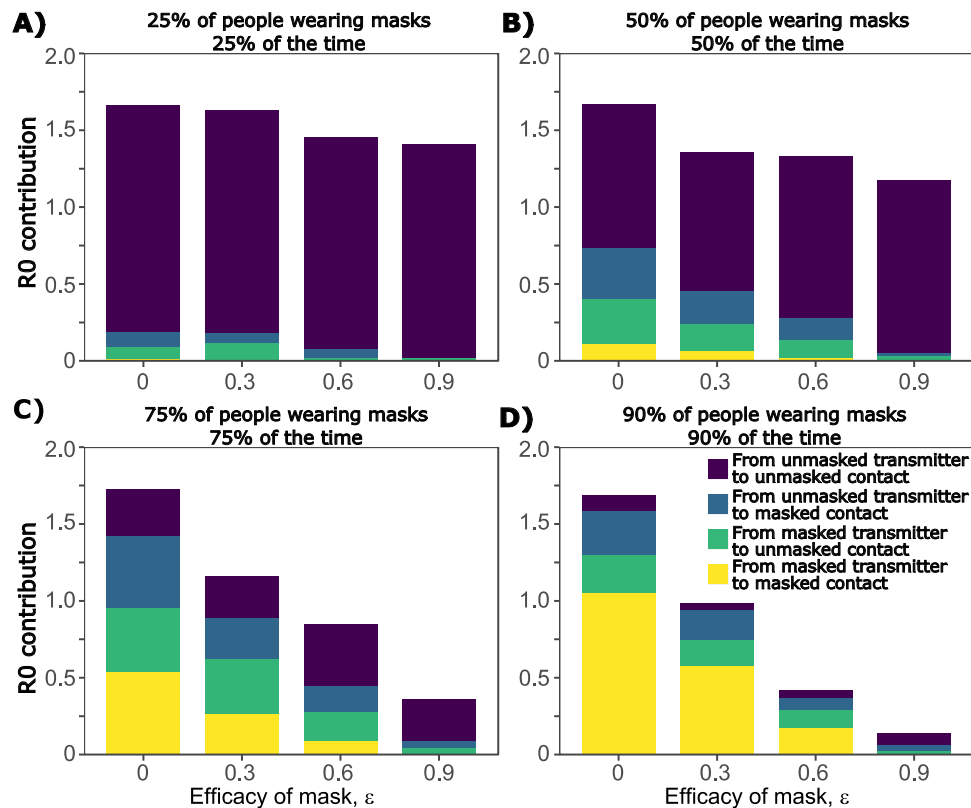 A)
25% of people wearing masks
25% of the time
R0 contribution
2.0
1.5
1.0
0.5
0
0
0.3
0.6
0.9
B)
50% of people wearing masks
50% of the time
2.0
1.5
1.0
0.5
0
0
0.3
0.6
0.9
C)
75% of people wearing masks
75% of the time
R0 contribution
2.0
1.5
1.0
0.5
0
0
0.3
0.6
0.9
Efficacy of mask, ε
D)
90% of people wearing masks
90% of the time
2.0
1.5
1.0
0.5
0
From unmasked transmitter
to unmasked contact
From unmasked transmitter
to masked contact
From masked transmitter
to unmasked contact
From masked transmitter
to masked contact
0
0.3
0.6
0.9
Efficacy of mask, ε